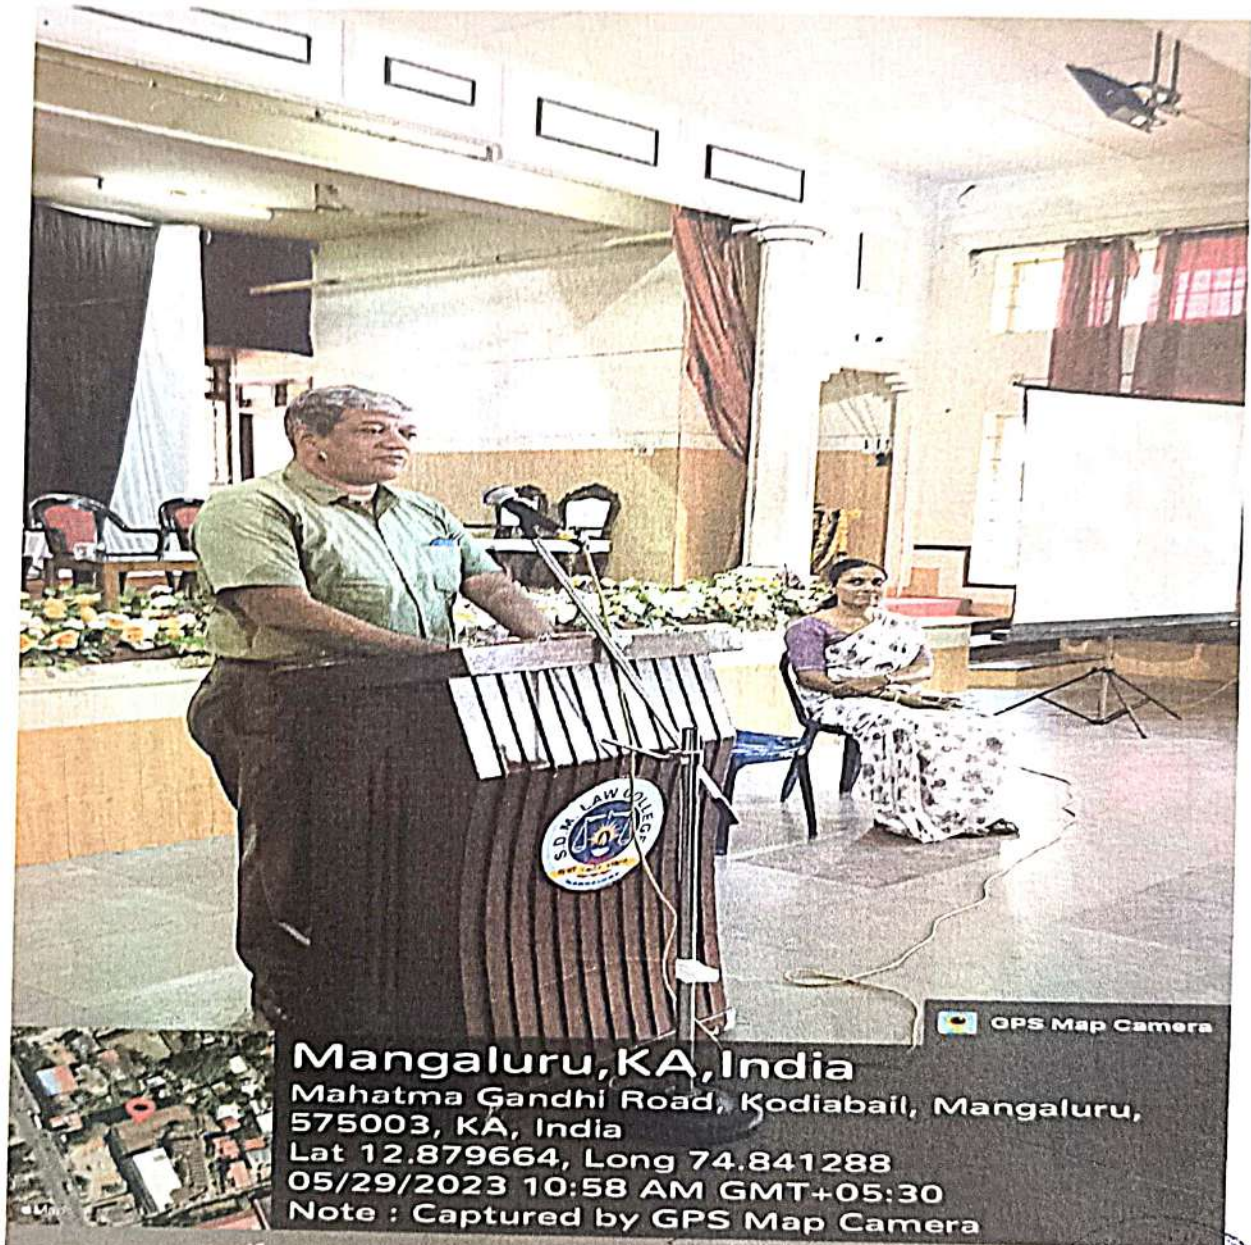 S.D.M. LAW COLLEGE
GPS Map Camera
Mangaluru,KA,India
Mahatma Gandhi Road, Kodiabail, Mangaluru,
575003, KA, India
Lat 12.879664, Long 74.841288
05/29/2023 10:58 AM GMT+05:30
Note : Captured by GPS Map Camera